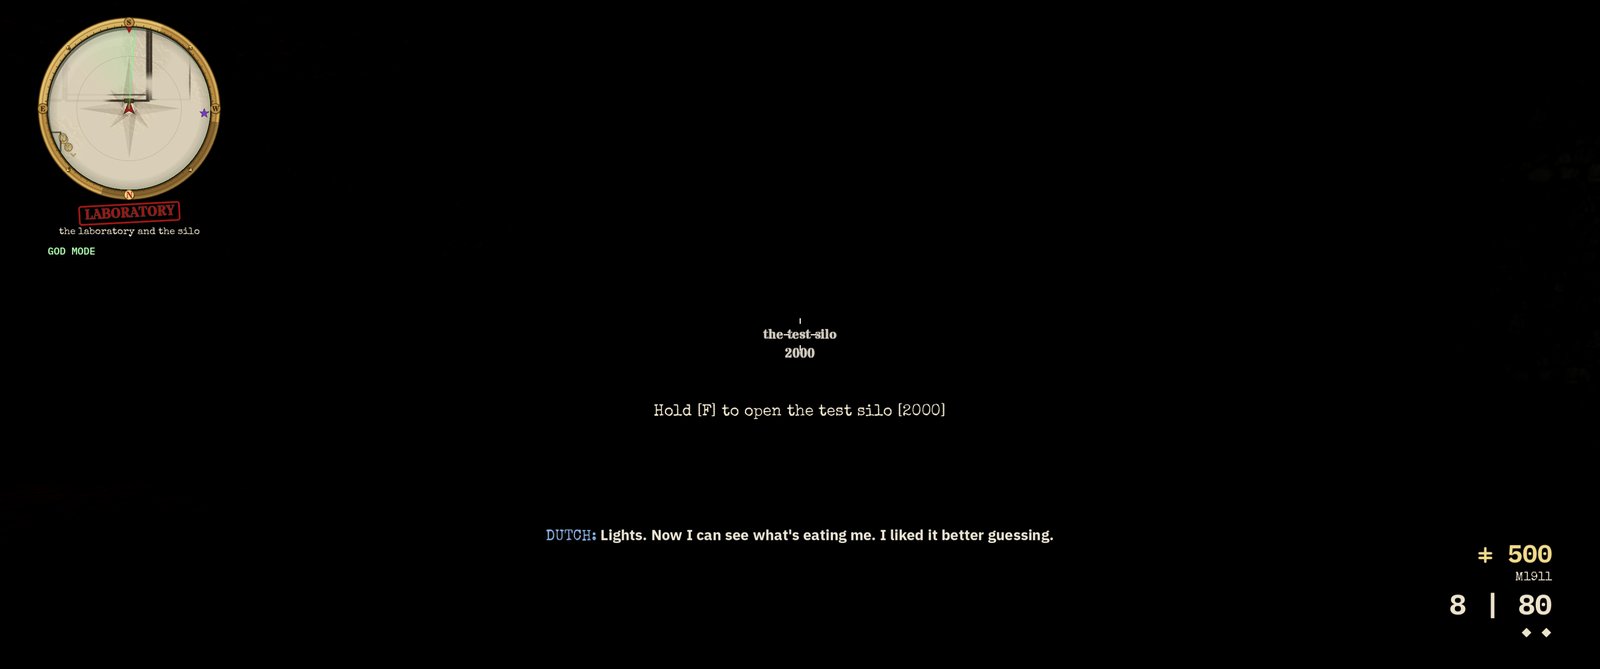 S
E
W
N
LABORATORY
the laboratory and the silo
GOD MODE
the test silo
2000
Hold [F] to open the test silo [2000]
DUTCH: Lights. Now I can see what's eating me. I liked it better guessing.
ǂ 500
M1911
8 | 80